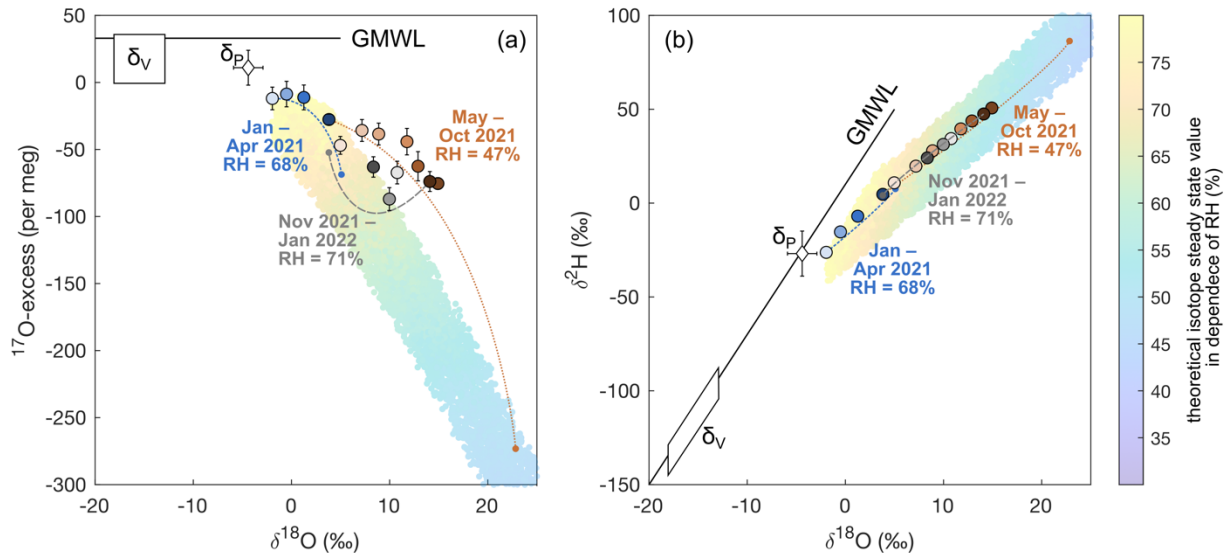 50
0
-50
-100
-150
-200
-250
-300
-20
-10
0
10
20
¹⁷O-excess (per meg)
δ¹⁸O (‰)
GMWL
(a)
δV
δP
Jan –
Apr 2021
RH = 68%
May –
Oct 2021
RH = 47%
Nov 2021 –
Jan 2022
RH = 71%
100
50
0
-50
-100
-150
-20
-10
0
10
20
δ²H (‰)
δ¹⁸O (‰)
(b)
GMWL
δP
δV
May –
Oct 2021
RH = 47%
Nov 2021 –
Jan 2022
RH = 71%
Jan –
Apr 2021
RH = 68%
75
70
65
60
55
50
45
40
35
theoretical isotope steady state value
in dependece of RH (%)